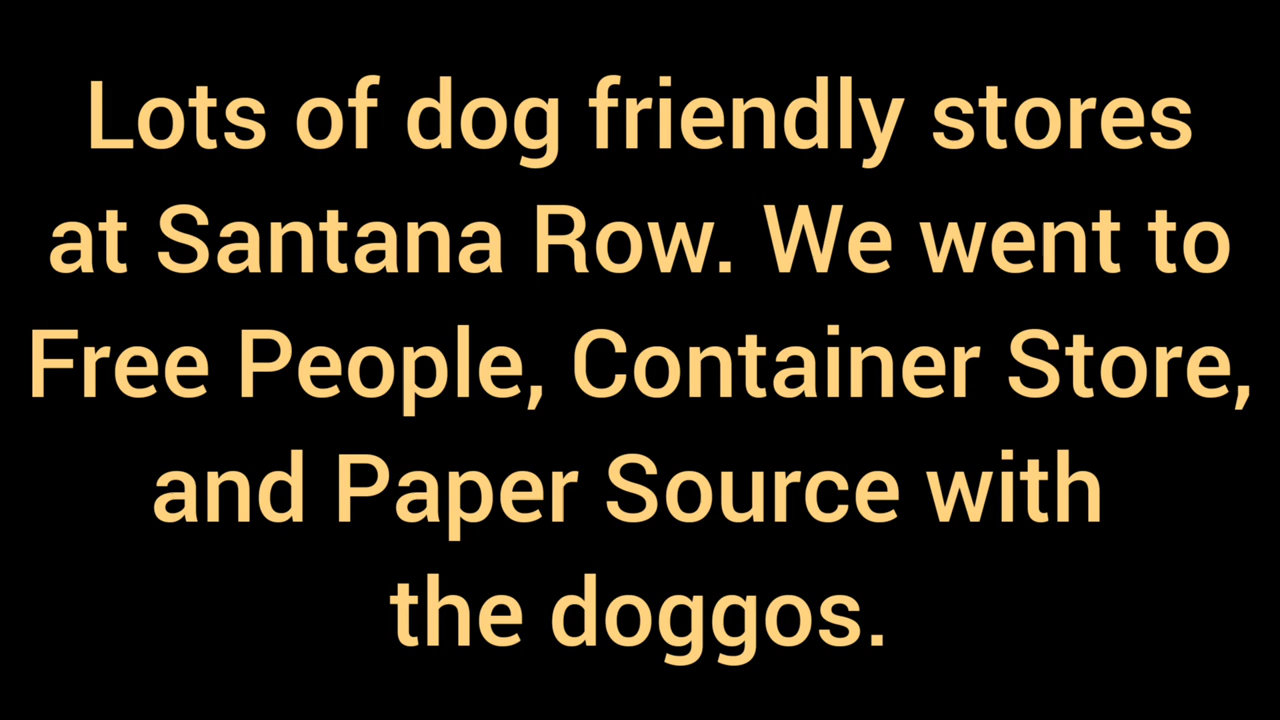 Lots of dog friendly stores
at Santana Row. We went to
Free People, Container Store,
and Paper Source with
the doggos.